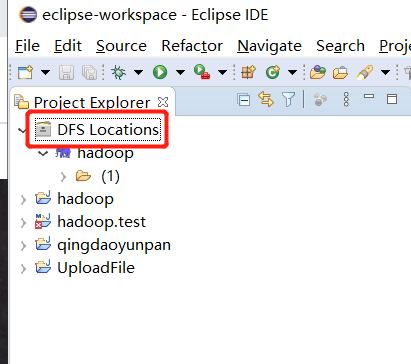 eclipse-workspace - Eclipse IDE
File Edit Source Refactor Navigate Search Proje
Project Explorer
DFS Locations
hadoop
(1)
hadoop
hadoop.test
qingdaoyunpan
UploadFile